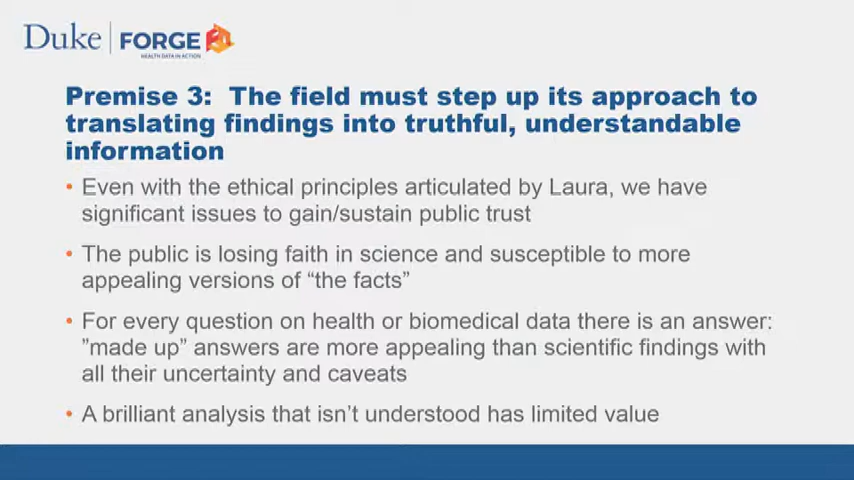 Duke FORGE
HEALTH DATA IN ACTION
Premise 3: The field must step up its approach to
translating findings into truthful, understandable
information
• Even with the ethical principles articulated by Laura, we have
significant issues to gain/sustain public trust
• The public is losing faith in science and susceptible to more
appealing versions of “the facts”
• For every question on health or biomedical data there is an answer:
”made up” answers are more appealing than scientific findings with
all their uncertainty and caveats
• A brilliant analysis that isn’t understood has limited value